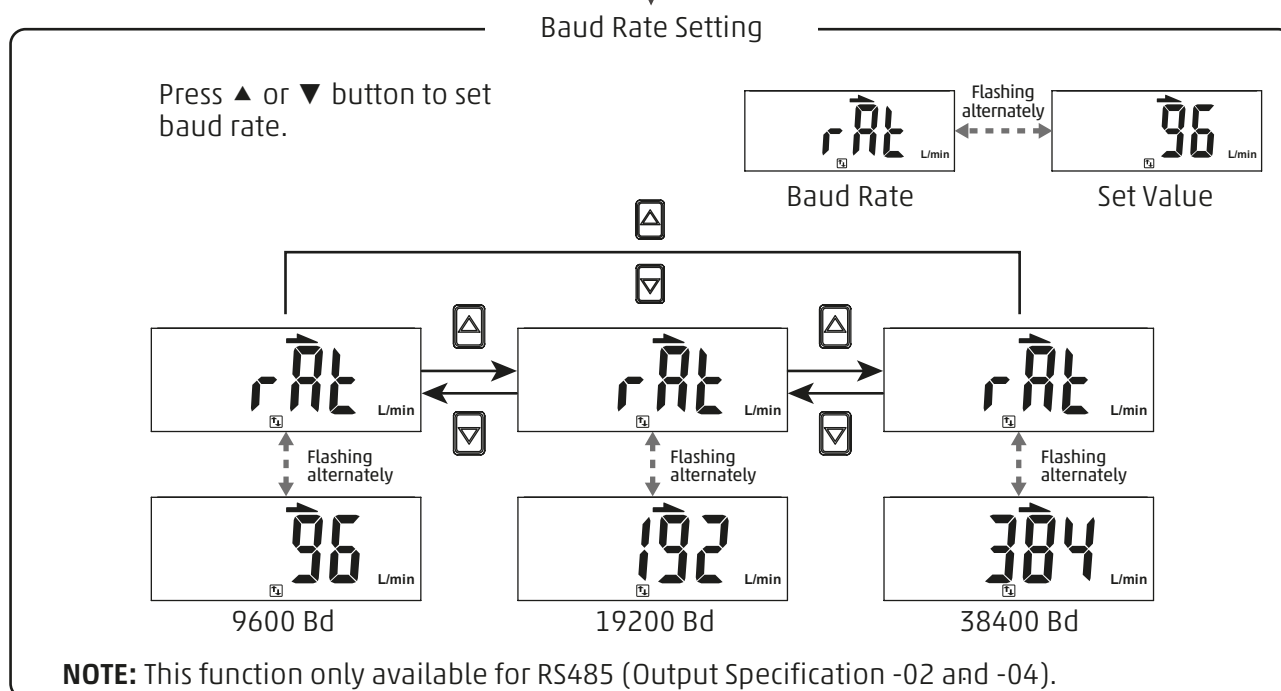 Baud Rate Setting
Press ▲ or ▼ button to set
baud rate.
rAt
L/min
Flashing
alternately
96
L/min
Baud Rate
Set Value
rAt
L/min
rAt
L/min
rAt
L/min
Flashing
alternately
Flashing
alternately
Flashing
alternately
96
L/min
192
L/min
384
L/min
9600 Bd
19200 Bd
38400 Bd
NOTE: This function only available for RS485 (Output Specification -02 and -04).